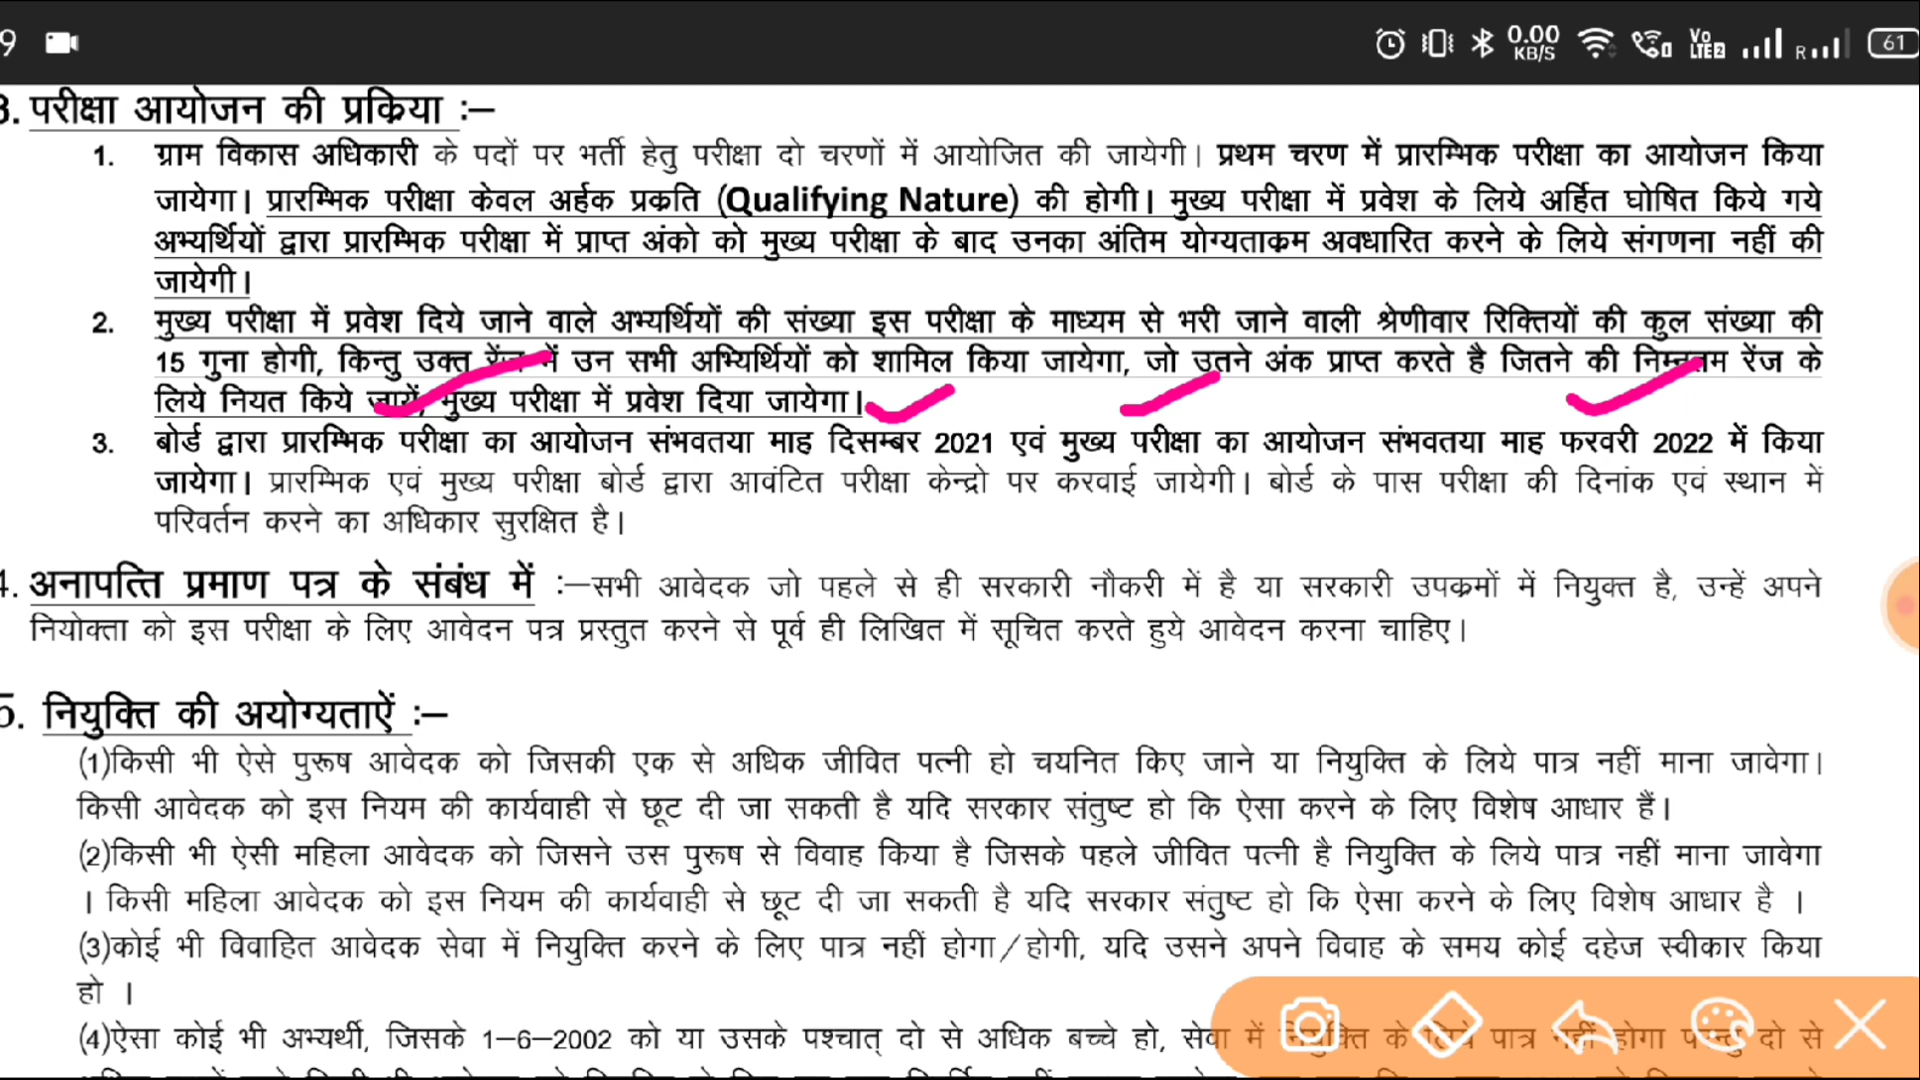 9 0.00 KB/S Vo LTE2 R 61
3. परीक्षा आयोजन की प्रकिया :–
1. ग्राम विकास अधिकारी के पदों पर भर्ती हेतु परीक्षा दो चरणों में आयोजित की जायेगी। प्रथम चरण में प्रारम्भिक परीक्षा का आयोजन किया
जायेगा। प्रारम्भिक परीक्षा केवल अर्हक प्रकति (Qualifying Nature) की होगी। मुख्य परीक्षा में प्रवेश के लिये अर्हित घोषित किये गये
अभ्यर्थियों द्वारा प्रारम्भिक परीक्षा में प्राप्त अंको को मुख्य परीक्षा के बाद उनका अंतिम योग्यताकम अवधारित करने के लिये संगणना नहीं की
जायेगी।
2. मुख्य परीक्षा में प्रवेश दिये जाने वाले अभ्यर्थियों की संख्या इस परीक्षा के माध्यम से भरी जाने वाली श्रेणीवार रिक्तियों की कुल संख्या की
15 गुना होगी, किन्तु उक्त रेंज में उन सभी अभ्यिर्थियों को शामिल किया जायेगा, जो उतने अंक प्राप्त करते है जितने की निम्नतम रेंज के
लिये नियत किये जायें, मुख्य परीक्षा में प्रवेश दिया जायेगा।
3. बोर्ड द्वारा प्रारम्भिक परीक्षा का आयोजन संभवतया माह दिसम्बर 2021 एवं मुख्य परीक्षा का आयोजन संभवतया माह फरवरी 2022 में किया
जायेगा। प्रारम्भिक एवं मुख्य परीक्षा बोर्ड द्वारा आवंटित परीक्षा केन्द्रो पर करवाई जायेगी। बोर्ड के पास परीक्षा की दिनांक एवं स्थान में
परिवर्तन करने का अधिकार सुरक्षित है।
4. अनापत्ति प्रमाण पत्र के संबंध में :–सभी आवेदक जो पहले से ही सरकारी नौकरी में है या सरकारी उपकमों में नियुक्त है, उन्हें अपने
नियोक्ता को इस परीक्षा के लिए आवेदन पत्र प्रस्तुत करने से पूर्व ही लिखित में सूचित करते हुये आवेदन करना चाहिए।
5. नियुक्ति की अयोग्यताऐं :–
(1)किसी भी ऐसे पुरूष आवेदक को जिसकी एक से अधिक जीवित पत्नी हो चयनित किए जाने या नियुक्ति के लिये पात्र नहीं माना जावेगा।
किसी आवेदक को इस नियम की कार्यवाही से छूट दी जा सकती है यदि सरकार संतुष्ट हो कि ऐसा करने के लिए विशेष आधार हैं।
(2)किसी भी ऐसी महिला आवेदक को जिसने उस पुरूष से विवाह किया है जिसके पहले जीवित पत्नी है नियुक्ति के लिये पात्र नहीं माना जावेगा
। किसी महिला आवेदक को इस नियम की कार्यवाही से छूट दी जा सकती है यदि सरकार संतुष्ट हो कि ऐसा करने के लिए विशेष आधार है ।
(3)कोई भी विवाहित आवेदक सेवा में नियुक्ति करने के लिए पात्र नहीं होगा/होगी, यदि उसने अपने विवाह के समय कोई दहेज स्वीकार किया
हो ।
(4)ऐसा कोई भी अभ्यर्थी, जिसके 1–6–2002 को या उसके पश्चात् दो से अधिक बच्चे हो, सेवा में नियुक्ति के लिये पात्र नहीं होगा परन्तु दो से